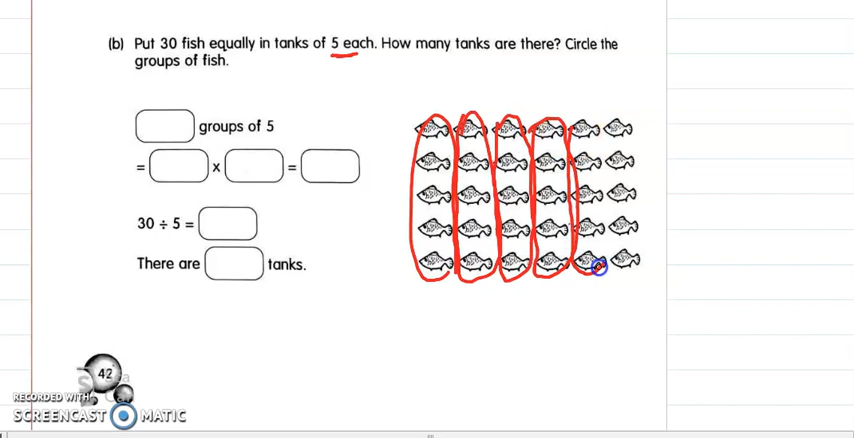 (b) Put 30 fish equally in tanks of 5 each. How many tanks are there? Circle the
groups of fish.
groups of 5
= x =
30 ÷ 5 =
There are tanks.
42
RECORDED WITH
SCREENCAST MATIC